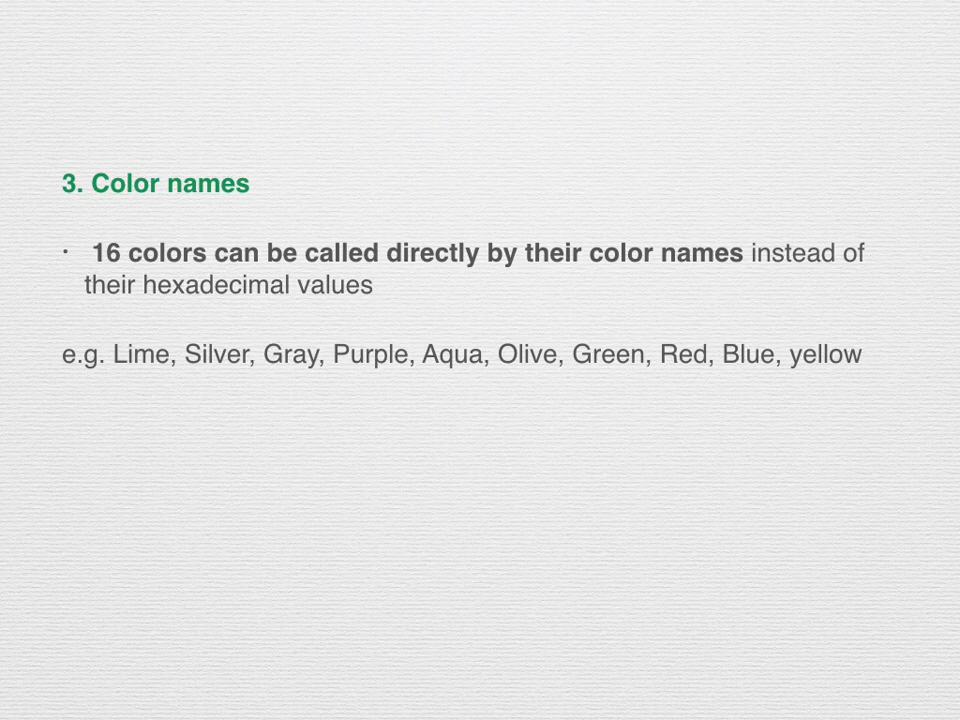 3. Color names
· 16 colors can be called directly by their color names instead of
their hexadecimal values
e.g. Lime, Silver, Gray, Purple, Aqua, Olive, Green, Red, Blue, yellow